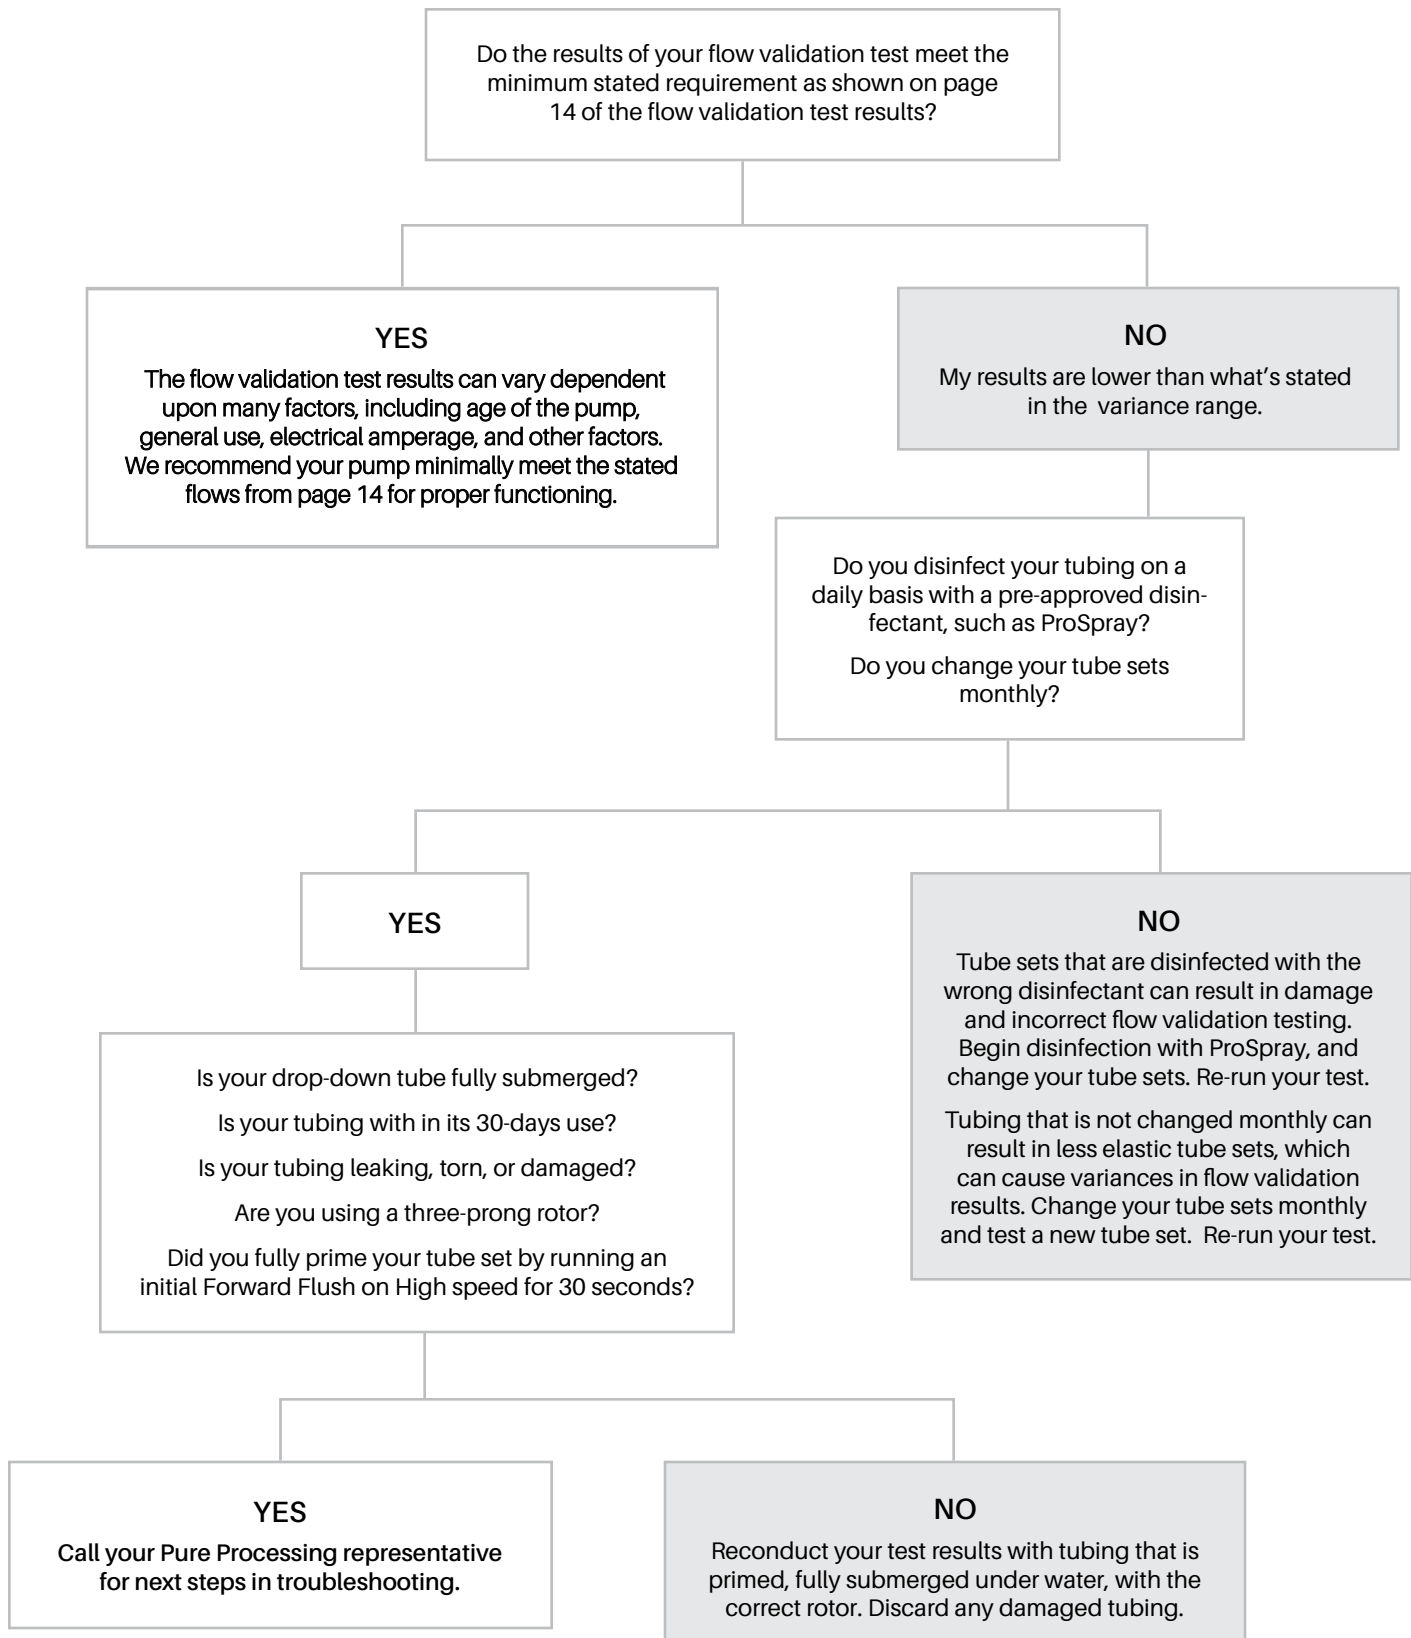 Do the results of your flow validation test meet the
minimum stated requirement as shown on page
14 of the flow validation test results?
YES
The flow validation test results can vary dependent
upon many factors, including age of the pump,
general use, electrical amperage, and other factors.
We recommend your pump minimally meet the stated
flows from page 14 for proper functioning.
NO
My results are lower than what's stated
in the variance range.
Do you disinfect your tubing on a
daily basis with a pre-approved disin-
fectant, such as ProSpray?
Do you change your tube sets
monthly?
YES
NO
Tube sets that are disinfected with the
wrong disinfectant can result in damage
and incorrect flow validation testing.
Begin disinfection with ProSpray, and
change your tube sets. Re-run your test.
Tubing that is not changed monthly can
result in less elastic tube sets, which
can cause variances in flow validation
results. Change your tube sets monthly
and test a new tube set. Re-run your test.
Is your drop-down tube fully submerged?
Is your tubing with in its 30-days use?
Is your tubing leaking, torn, or damaged?
Are you using a three-prong rotor?
Did you fully prime your tube set by running an
initial Forward Flush on High speed for 30 seconds?
YES
Call your Pure Processing representative
for next steps in troubleshooting.
NO
Reconduct your test results with tubing that is
primed, fully submerged under water, with the
correct rotor. Discard any damaged tubing.